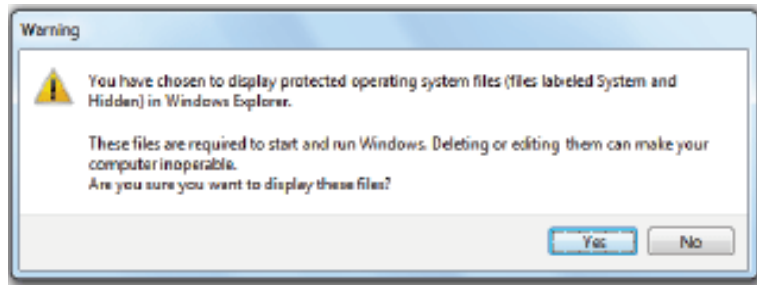 Warning
You have chosen to display protected operating system files (files labeled System and
Hidden) in Windows Explorer.
These files are required to start and run Windows. Deleting or editing them can make your
computer inoperable.
Are you sure you want to display these files?
Yes
No